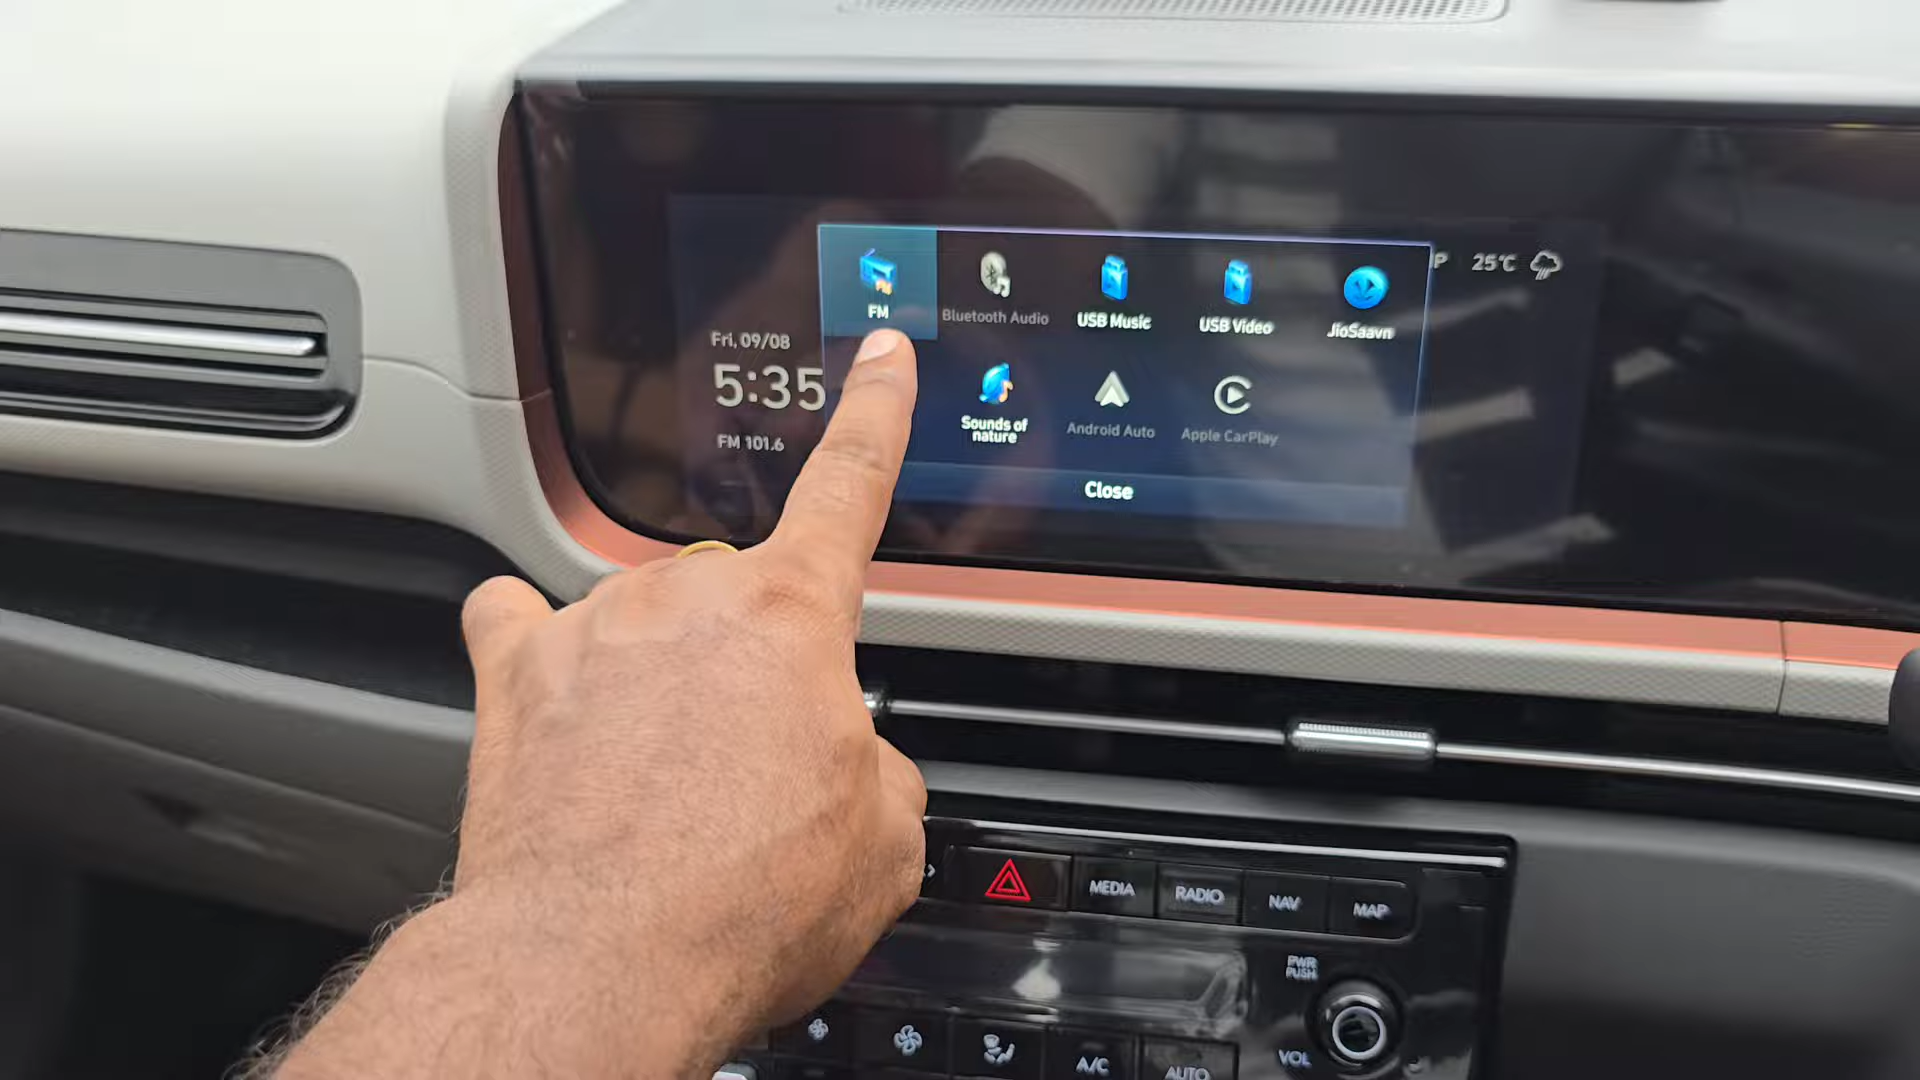 FM
Bluetooth Audio
USB Music
USB Video
JioSaavn
25°C
Fri, 09/08
5:35
FM 101.6
Sounds of
nature
Android Auto
Apple CarPlay
Close
MEDIA
RADIO
NAV
MAP
PWR
PUSH
VOL
A/C
AUTO